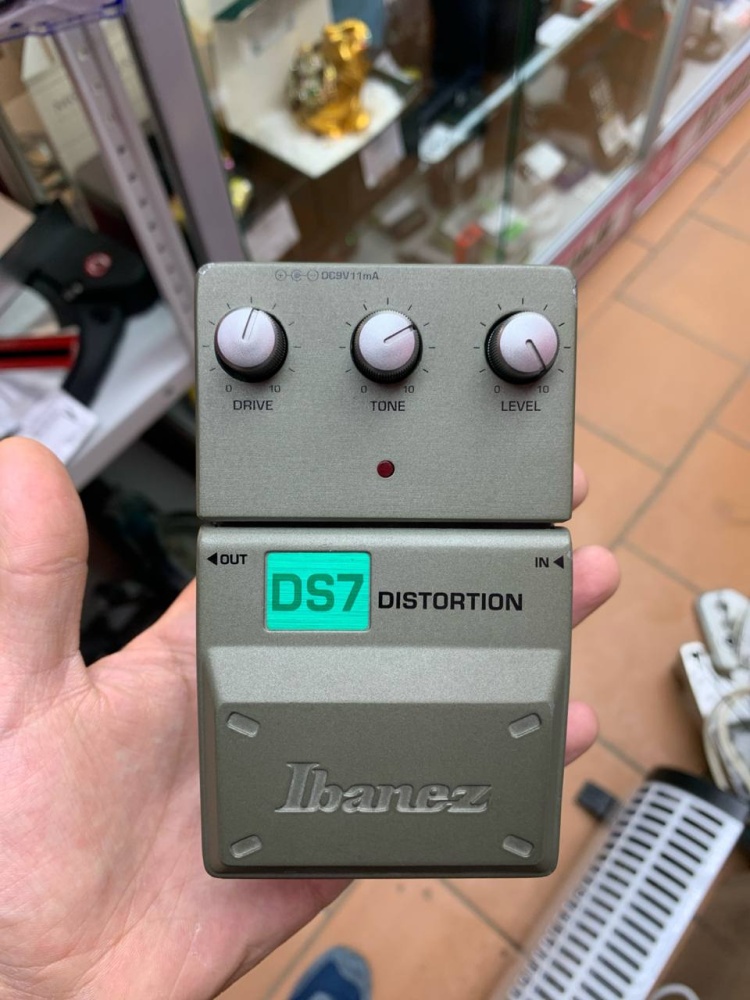 DC9V11mA
0 10 0 10 0 10
DRIVE TONE LEVEL
OUT IN
DS7 DISTORTION
Ibanez